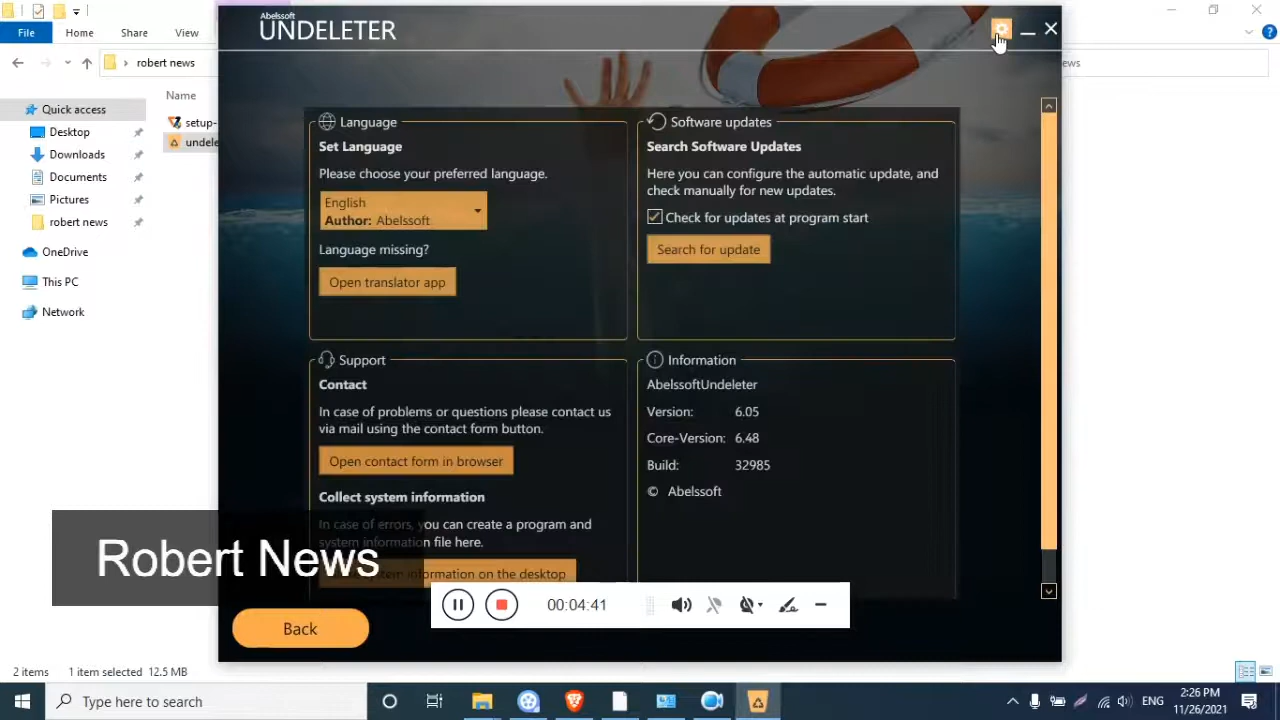 File
Home
Share
View
robert news
ews
Name
Quick access
Desktop
Downloads
Documents
Pictures
robert news
OneDrive
This PC
Network
setup-
undele
Abelssoft
UNDELETER
Language
Set Language
Please choose your preferred language.
English
Author: Abelssoft
Language missing?
Open translator app
Software updates
Search Software Updates
Here you can configure the automatic update, and
check manually for new updates.
Check for updates at program start
Search for update
Support
Contact
In case of problems or questions please contact us
via mail using the contact form button.
Open contact form in browser
Collect system information
In case of errors, you can create a program and
system information file here.
system information on the desktop
Information
AbelssoftUndeleter
Version: 6.05
Core-Version: 6.48
Build: 32985
© Abelssoft
Robert News
00:04:41
Back
2 items
1 item selected 12.5 MB
Type here to search
ENG
2:26 PM
11/26/2021